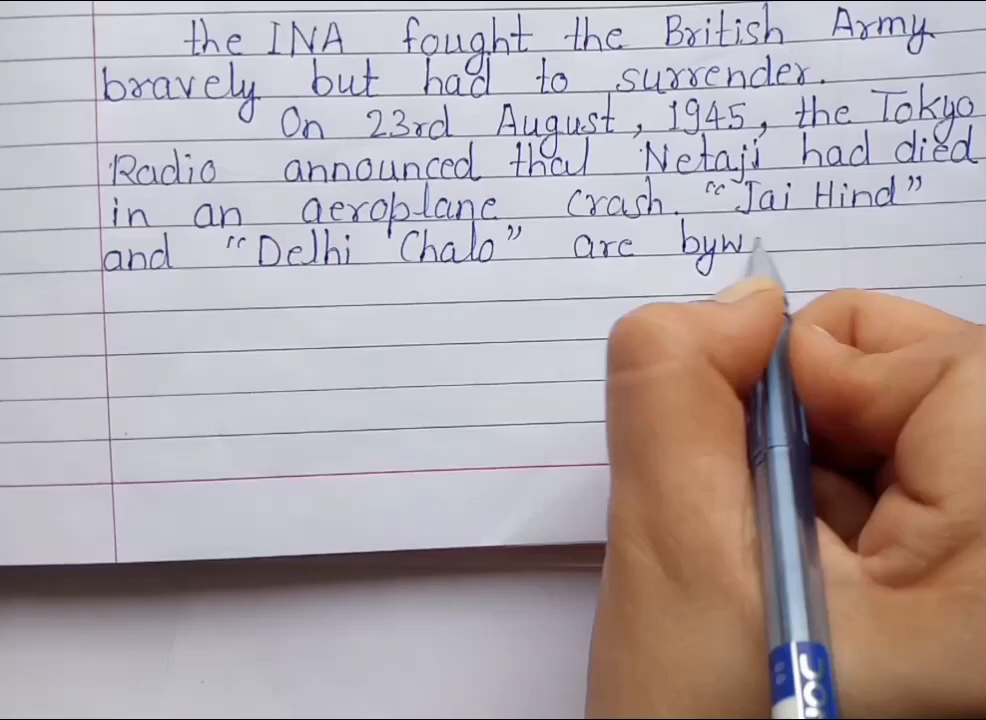 the INA fought the British Army
bravely but had to surrender.
On 23rd August, 1945, the Tokyo
Radio announced that Netaji had died
in an aeroplane crash. "Jai Hind"
and "Delhi Chalo" are byw